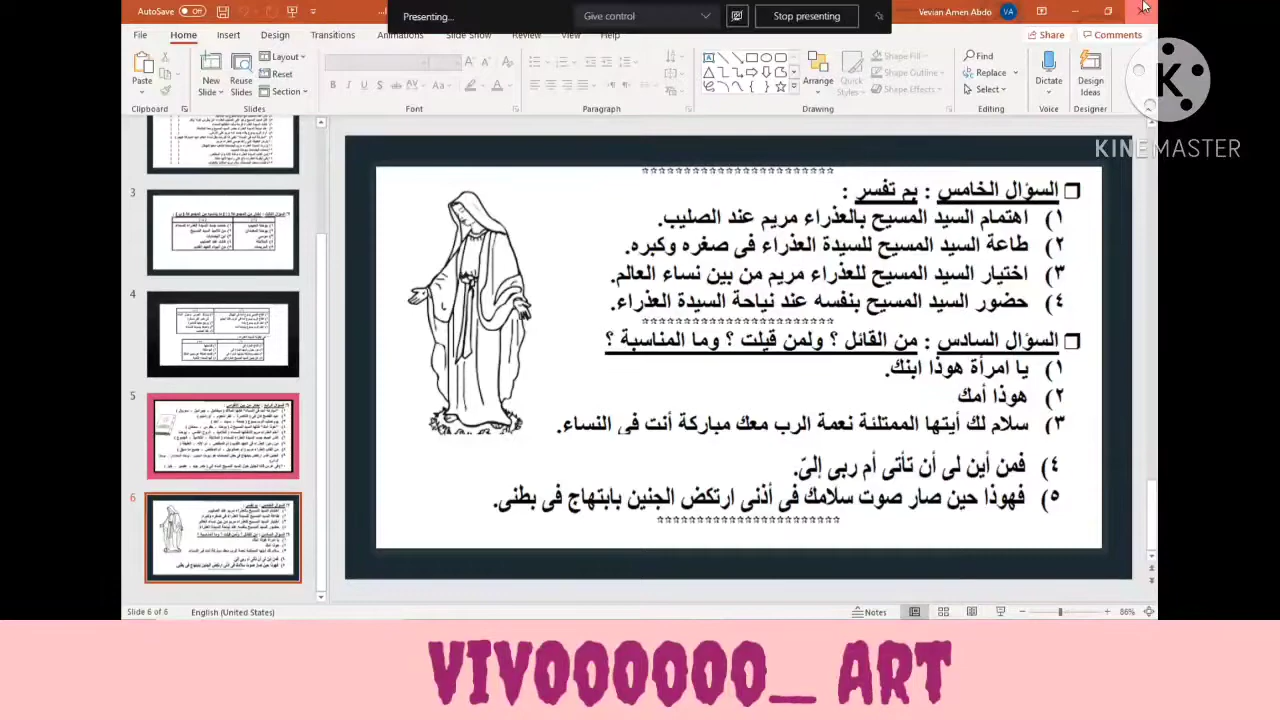 AutoSave Off
Presenting...
Give control
Stop presenting
Vevian Amen Abdo VA
File Home Insert Design Transitions Animations Slide Show Review View Help
Share Comments
Paste
New Slide
Reuse Slides
Layout
Reset
Section
Shape Fill
Shape Outline
Shape Effects
Arrange
Quick Styles
Find
Replace
Select
Dictate
Design Ideas
Clipboard Slides Font Paragraph Drawing Editing Voice Designer
K
KINEMASTER
3
4
5
6
السؤال الخامس : بم تفسر :
١) اهتمام السيد المسيح بالعذراء مريم عند الصليب.
٢) طاعة السيد المسيح للسيدة العذراء فى صغره وكبره.
٣) اختيار السيد المسيح للعذراء مريم من بين نساء العالم.
٤) حضور السيد المسيح بنفسه عند نياحة السيدة العذراء.
السؤال السادس : من القائل ؟ ولمن قيلت ؟ وما المناسبة ؟
١) يا امرأة هوذا ابنك.
٢) هوذا أمك
٣) سلام لك أيتها الممتلئة نعمة الرب معك مباركة أنت فى النساء.
٤) فمن أين لى أن تأتى أم ربى إلىّ.
٥) فهوذا حين صار صوت سلامك فى أذنى ارتكض الجنين بابتهاج فى بطنى.
Slide 6 of 6
English (United States)
Notes
86%
VIVOOOOOO_ ART